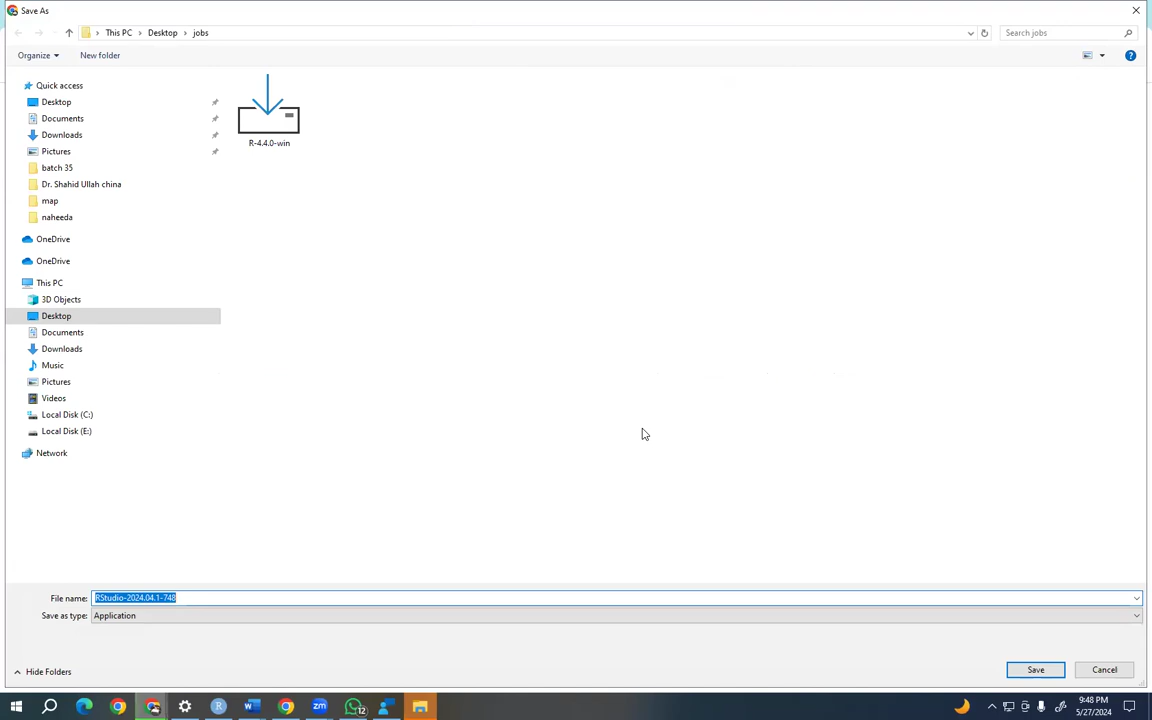 Save As
This PC > Desktop > jobs
Search jobs
Organize
New folder
Quick access
Desktop
Documents
Downloads
Pictures
batch 35
Dr. Shahid Ullah china
map
naheeda
OneDrive
OneDrive
This PC
3D Objects
Desktop
Documents
Downloads
Music
Pictures
Videos
Local Disk (C:)
Local Disk (E:)
Network
R-4.4.0-win
File name: RStudio-2024.04.1-748
Save as type: Application
Hide Folders
Save
Cancel
12
9:48 PM
5/27/2024